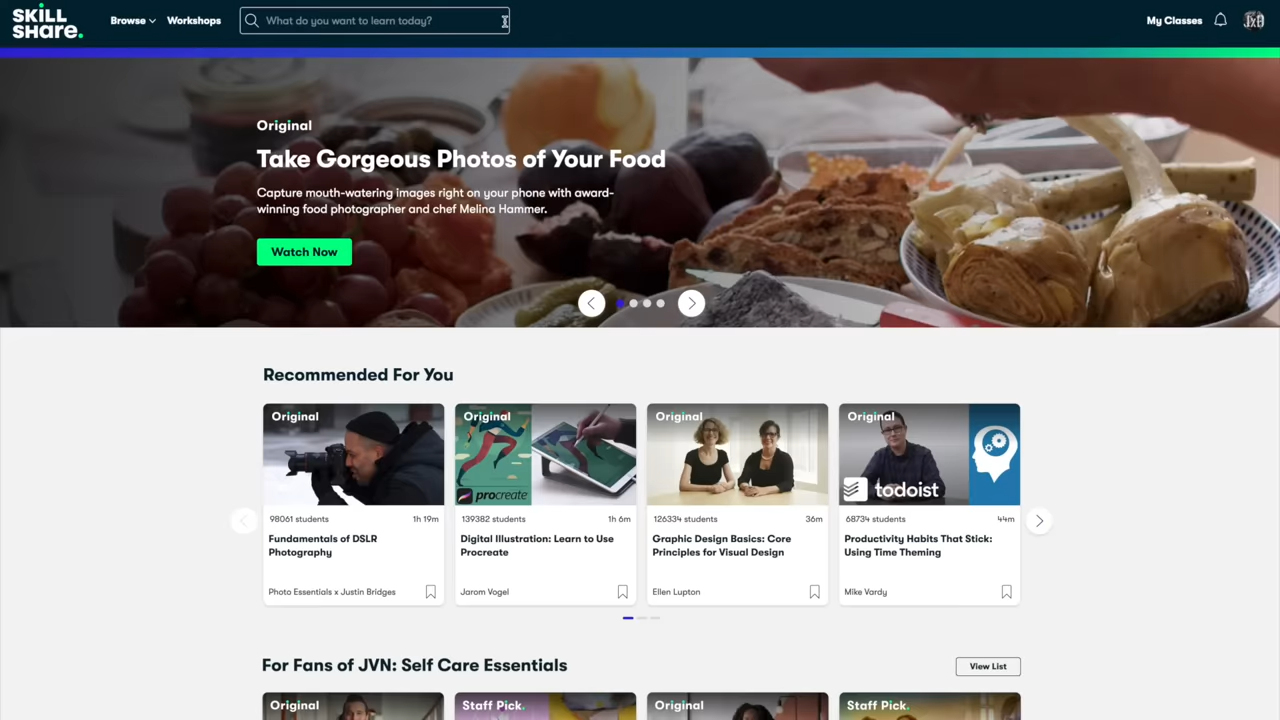 SKiLL
SHare.
Browse
Workshops
What do you want to learn today?
My Classes
JxD
Original
Take Gorgeous Photos of Your Food
Capture mouth-watering images right on your phone with award-
winning food photographer and chef Melina Hammer.
Watch Now
Recommended For You
Original
98061 students 1h 19m
Fundamentals of DSLR
Photography
Photo Essentials x Justin Bridges
Original
procreate
139382 students 1h 6m
Digital Illustration: Learn to Use
Procreate
Jarom Vogel
Original
126334 students 36m
Graphic Design Basics: Core
Principles for Visual Design
Ellen Lupton
Original
todoist
68734 students 44m
Productivity Habits That Stick:
Using Time Theming
Mike Vardy
For Fans of JVN: Self Care Essentials
View List
Original
Staff Pick.
Original
Staff Pick.